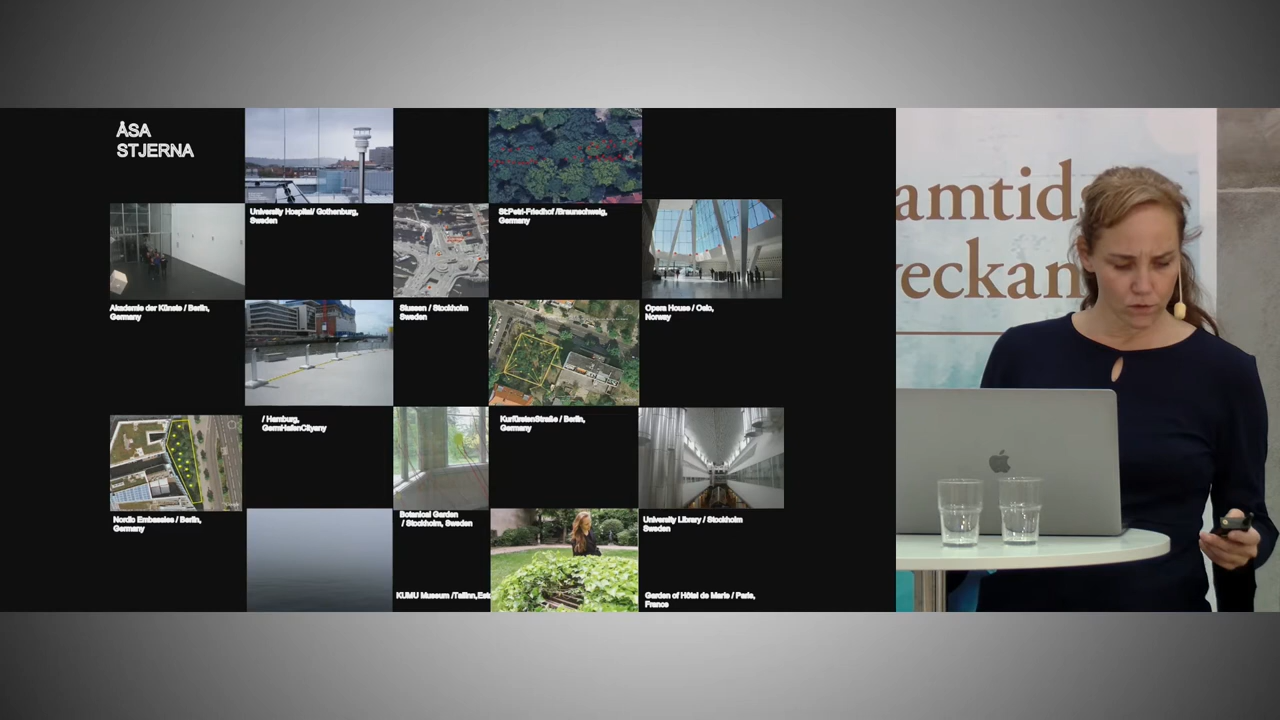 ÅSA
STJERNA
University Hospital/ Gothenburg,
Sweden
St:Petri-Friedhof /Braunschweig,
Germany
Akademie der Künste / Berlin,
Germany
Slussen / Stockholm
Sweden
Opera House / Oslo,
Norway
/ Hamburg,
GermHafenCityany
Kurfürstenstraße / Berlin,
Germany
Nordic Embassies / Berlin,
Germany
Botanical Garden
/ Stockholm, Sweden
University Library / Stockholm
Sweden
KUMU Museum /Tallinn,Est
Garden of Hôtel de Marle / Paris,
France
amtids
veckan